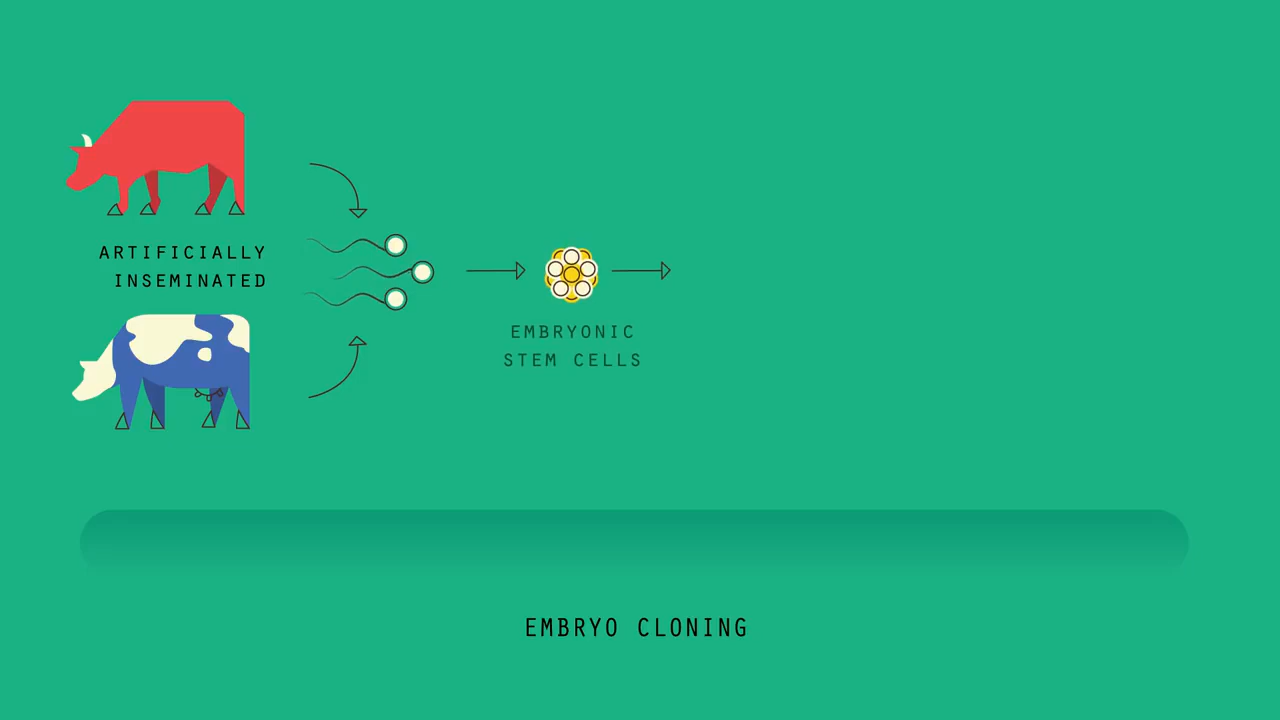 ARTIFICIALLY
INSEMINATED
EMBRYONIC
STEM CELLS
EMBRYO CLONING